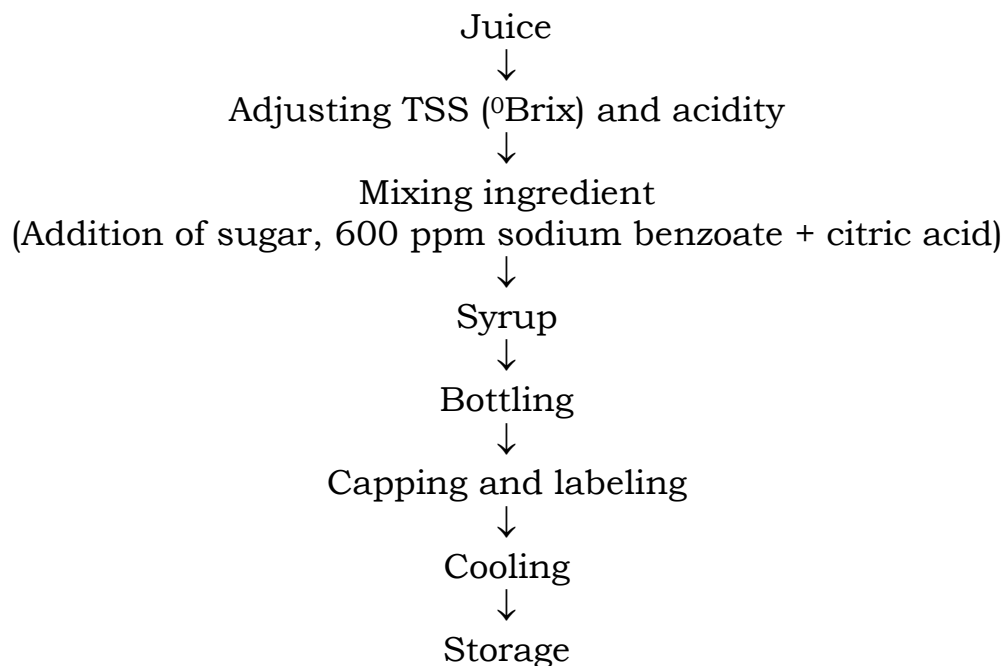 Juice
↓
Adjusting TSS (⁰Brix) and acidity
↓
Mixing ingredient
(Addition of sugar, 600 ppm sodium benzoate + citric acid)
↓
Syrup
↓
Bottling
↓
Capping and labeling
↓
Cooling
↓
Storage